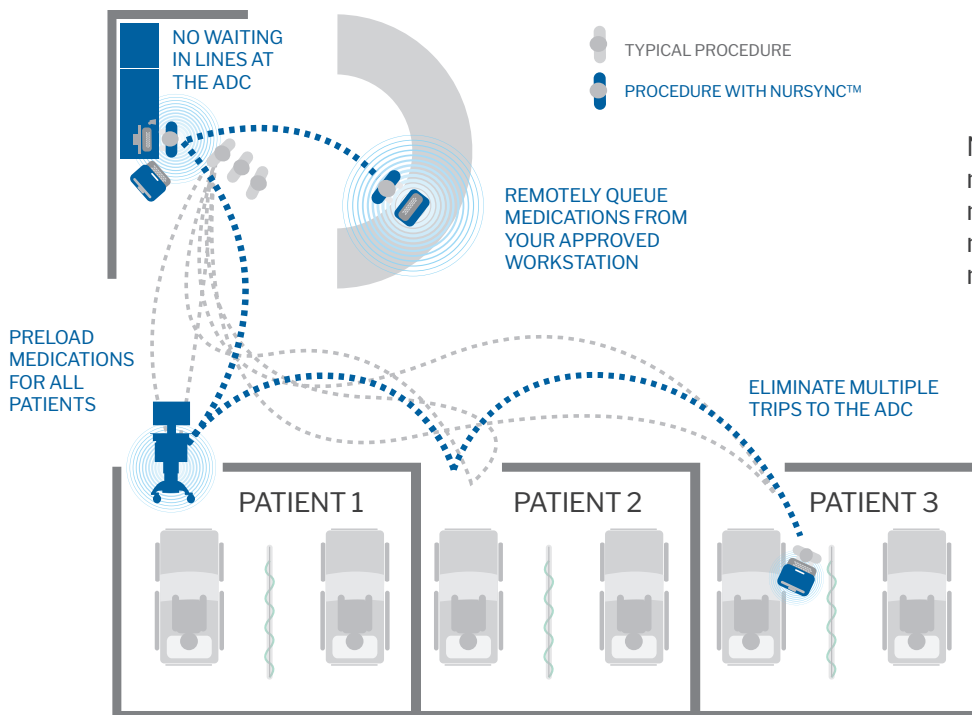 NO WAITING
IN LINES AT
THE ADC
TYPICAL PROCEDURE
PROCEDURE WITH NURSYNC™
REMOTELY QUEUE
MEDICATIONS FROM
YOUR APPROVED
WORKSTATION
PRELOAD
MEDICATIONS
FOR ALL
PATIENTS
ELIMINATE MULTIPLE
TRIPS TO THE ADC
PATIENT 1
PATIENT 2
PATIENT 3